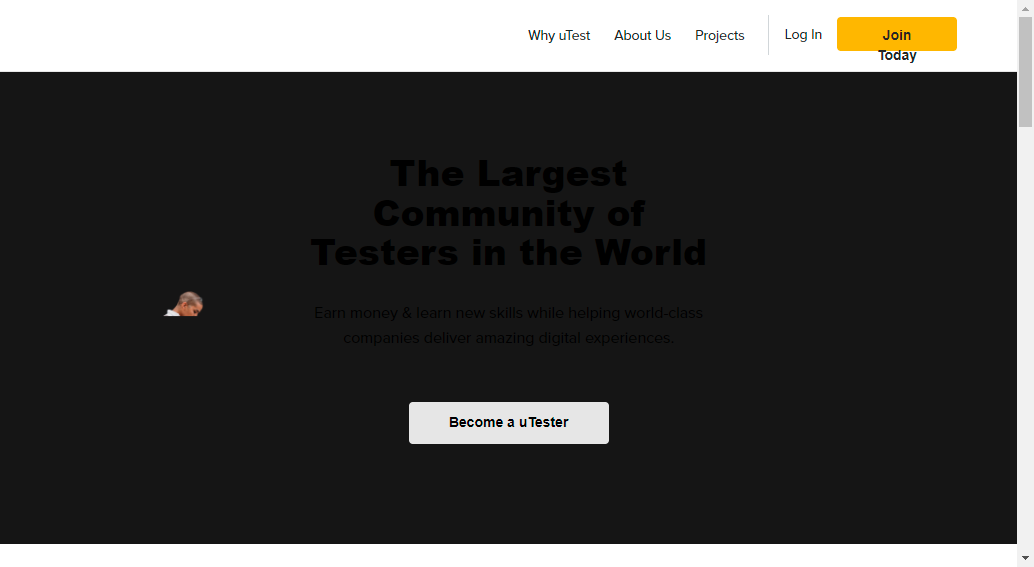 Why uTest
About Us
Projects
Log In
Join
Today
The Largest
Community of
Testers in the World
Earn money & learn new skills while helping world-class
companies deliver amazing digital experiences.
Become a uTester